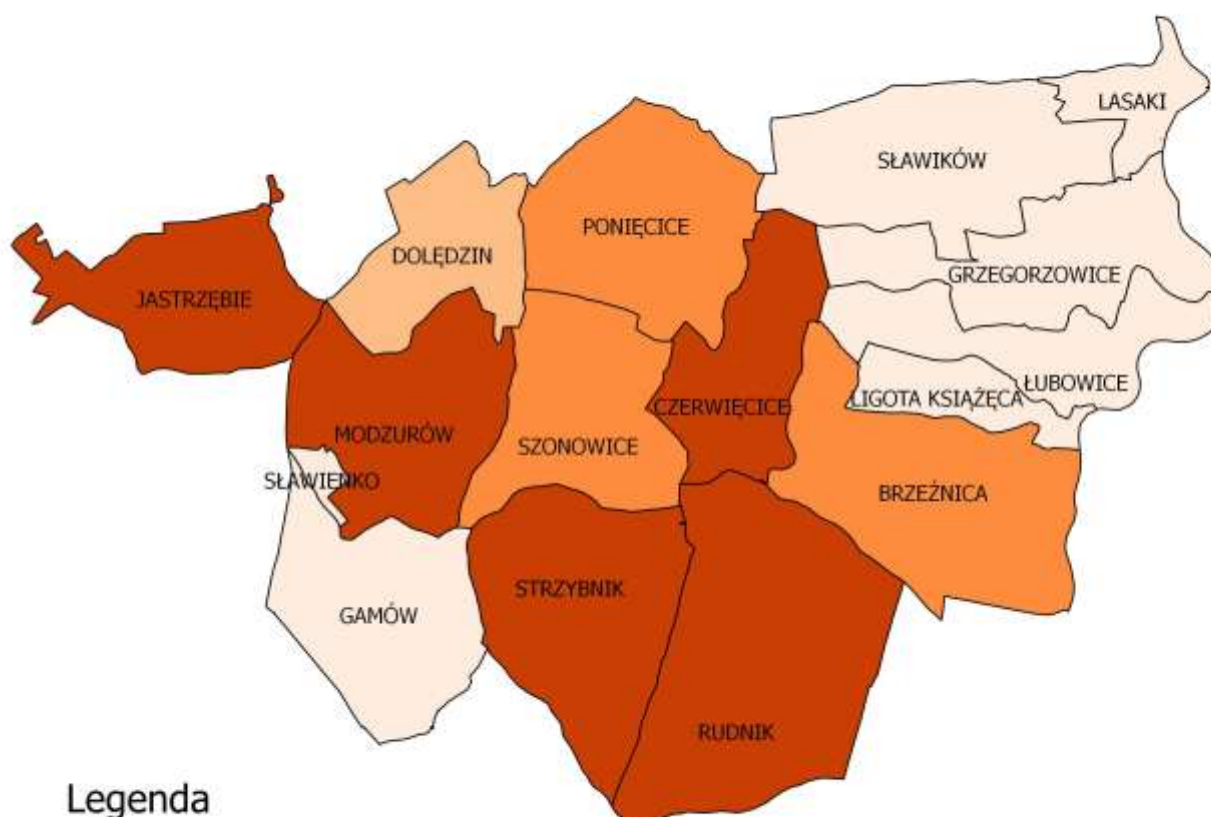 LASAKI
SŁAWIKÓW
PONIĘCICE
DOLĘDZIN
GRZEGORZOWICE
JASTRZĘBIE
ŁUBOWICE
LIGOTA KSIĄŻĘCA
CZERWIĘCICE
MODZURÓW
SZONOWICE
SŁAWIENKO
BRZEŹNICA
STRZYBNIK
GAMÓW
RUDNIK
Legenda